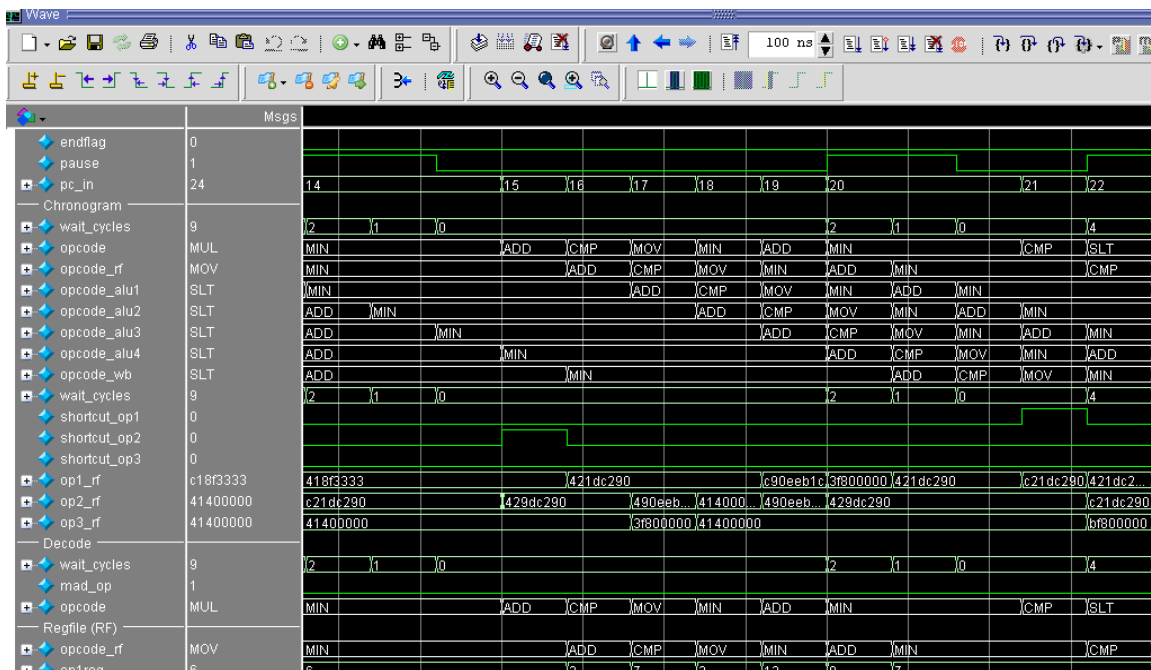 Wave
100 ns
Msgs
endflag 0
pause 1
pc_in 24 14 15 16 17 18 19 20 21 22
Chronogram
wait_cycles 9 2 1 0 2 1 0 4
opcode MUL MIN ADD CMP MOV MIN ADD MIN CMP SLT
opcode_rf MOV MIN ADD CMP MOV MIN ADD MIN CMP
opcode_alu1 SLT MIN ADD CMP MOV MIN ADD MIN
opcode_alu2 SLT ADD MIN ADD CMP MOV MIN ADD MIN
opcode_alu3 SLT ADD MIN ADD CMP MOV MIN ADD MIN
opcode_alu4 SLT ADD MIN ADD CMP MOV MIN ADD
opcode_wb SLT ADD MIN ADD CMP MOV MIN
wait_cycles 9 2 1 0 2 1 0 4
shortcut_op1 0
shortcut_op2 0
shortcut_op3 0
op1_rf c18f3333 418f3333 421dc290 c90eeb1c 3f800000 421dc290 c21dc290 421dc2...
op2_rf 41400000 c21dc290 429dc290 490eeb... 414000... 490eeb... 429dc290 c21dc290
op3_rf 41400000 41400000 3f800000 41400000 bf800000
Decode
wait_cycles 9 2 1 0 2 1 0 4
mad_op 1
opcode MUL MIN ADD CMP MOV MIN ADD MIN CMP SLT
Regfile (RF)
opcode_rf MOV MIN ADD CMP MOV MIN ADD MIN CMP